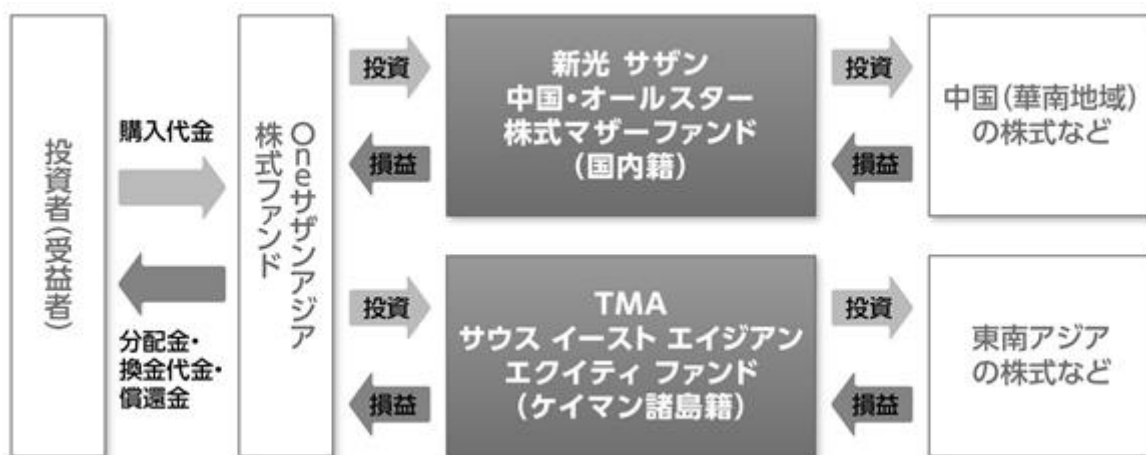 投資者(受益者)
購入代金
分配金・
換金代金・
償還金
Oneサザンアジア
株式ファンド
投資
損益
新光 サザン
中国・オールスター
株式マザーファンド
(国内籍)
投資
損益
中国(華南地域)
の株式など
投資
損益
TMA
サウス イースト エイジアン
エクイティ ファンド
(ケイマン諸島籍)
投資
損益
東南アジア
の株式など